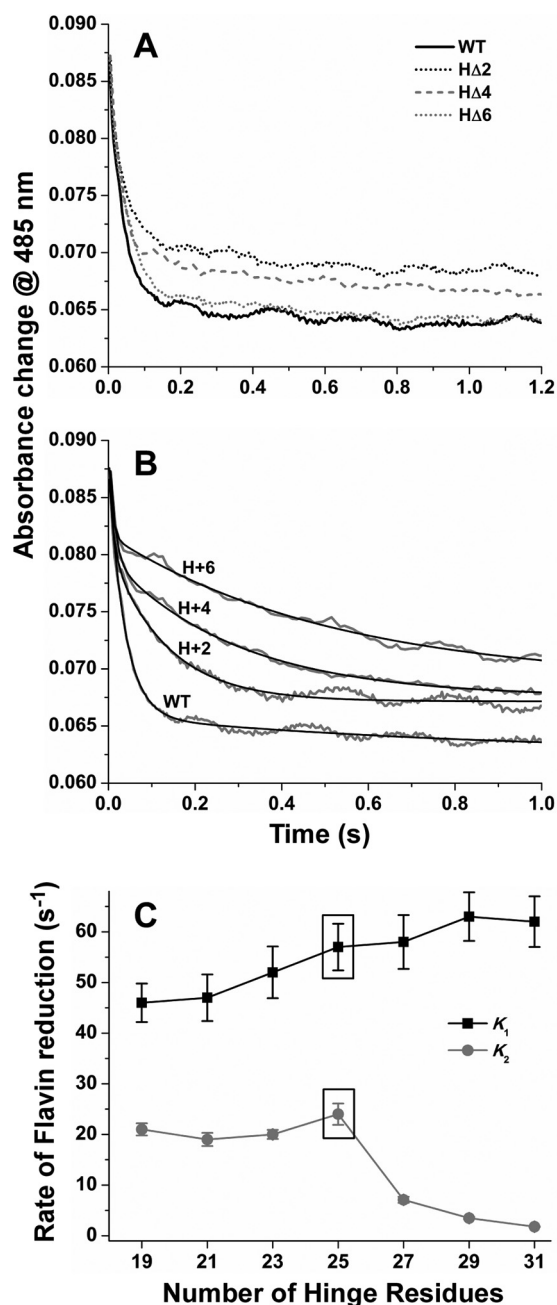 Absorbance change @ 485 nm
A
WT
HΔ2
HΔ4
HΔ6
0.090
0.085
0.080
0.075
0.070
0.065
0.060
0.0 0.2 0.4 0.6 0.8 1.0 1.2
B
0.090
0.085
0.080
0.075
0.070
0.065
0.060
H+6
H+4
H+2
WT
0.0 0.2 0.4 0.6 0.8 1.0
Time (s)
Rate of Flavin reduction (s⁻¹)
C
60
50
40
30
20
10
0
K₁
K₂
19 21 23 25 27 29 31
Number of Hinge Residues